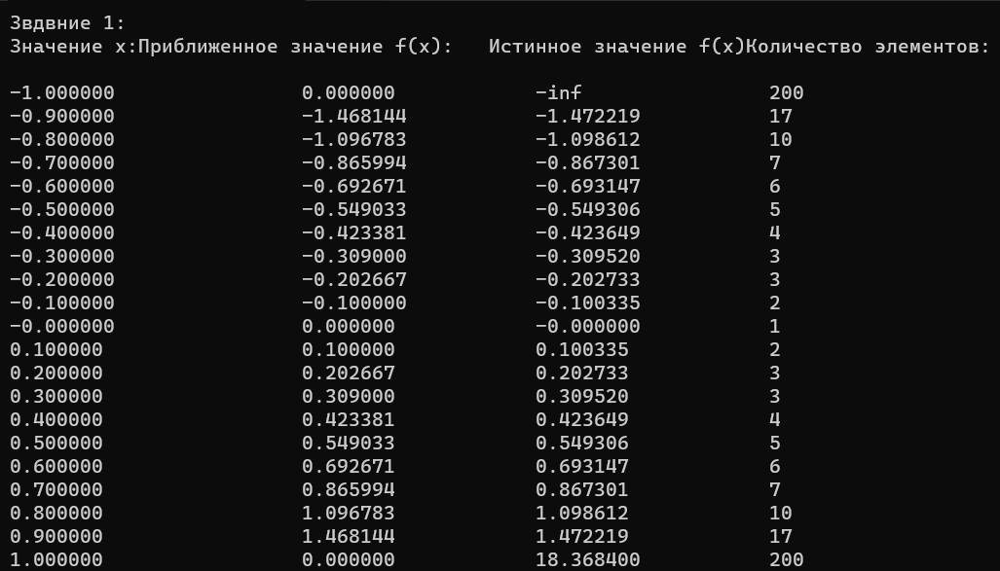 Звдвние 1:
Значение x:Приближенное значение f(x):   Истинное значение f(x)Количество элементов:
-1.000000                0.000000            -inf                200
-0.900000                -1.468144           -1.472219           17
-0.800000                -1.096783           -1.098612           10
-0.700000                -0.865994           -0.867301           7
-0.600000                -0.692671           -0.693147           6
-0.500000                -0.549033           -0.549306           5
-0.400000                -0.423381           -0.423649           4
-0.300000                -0.309000           -0.309520           3
-0.200000                -0.202667           -0.202733           3
-0.100000                -0.100000           -0.100335           2
-0.000000                0.000000            -0.000000           1
0.100000                 0.100000            0.100335            2
0.200000                 0.202667            0.202733            3
0.300000                 0.309000            0.309520            3
0.400000                 0.423381            0.423649            4
0.500000                 0.549033            0.549306            5
0.600000                 0.692671            0.693147            6
0.700000                 0.865994            0.867301            7
0.800000                 1.096783            1.098612            10
0.900000                 1.468144            1.472219            17
1.000000                 0.000000            18.368400           200